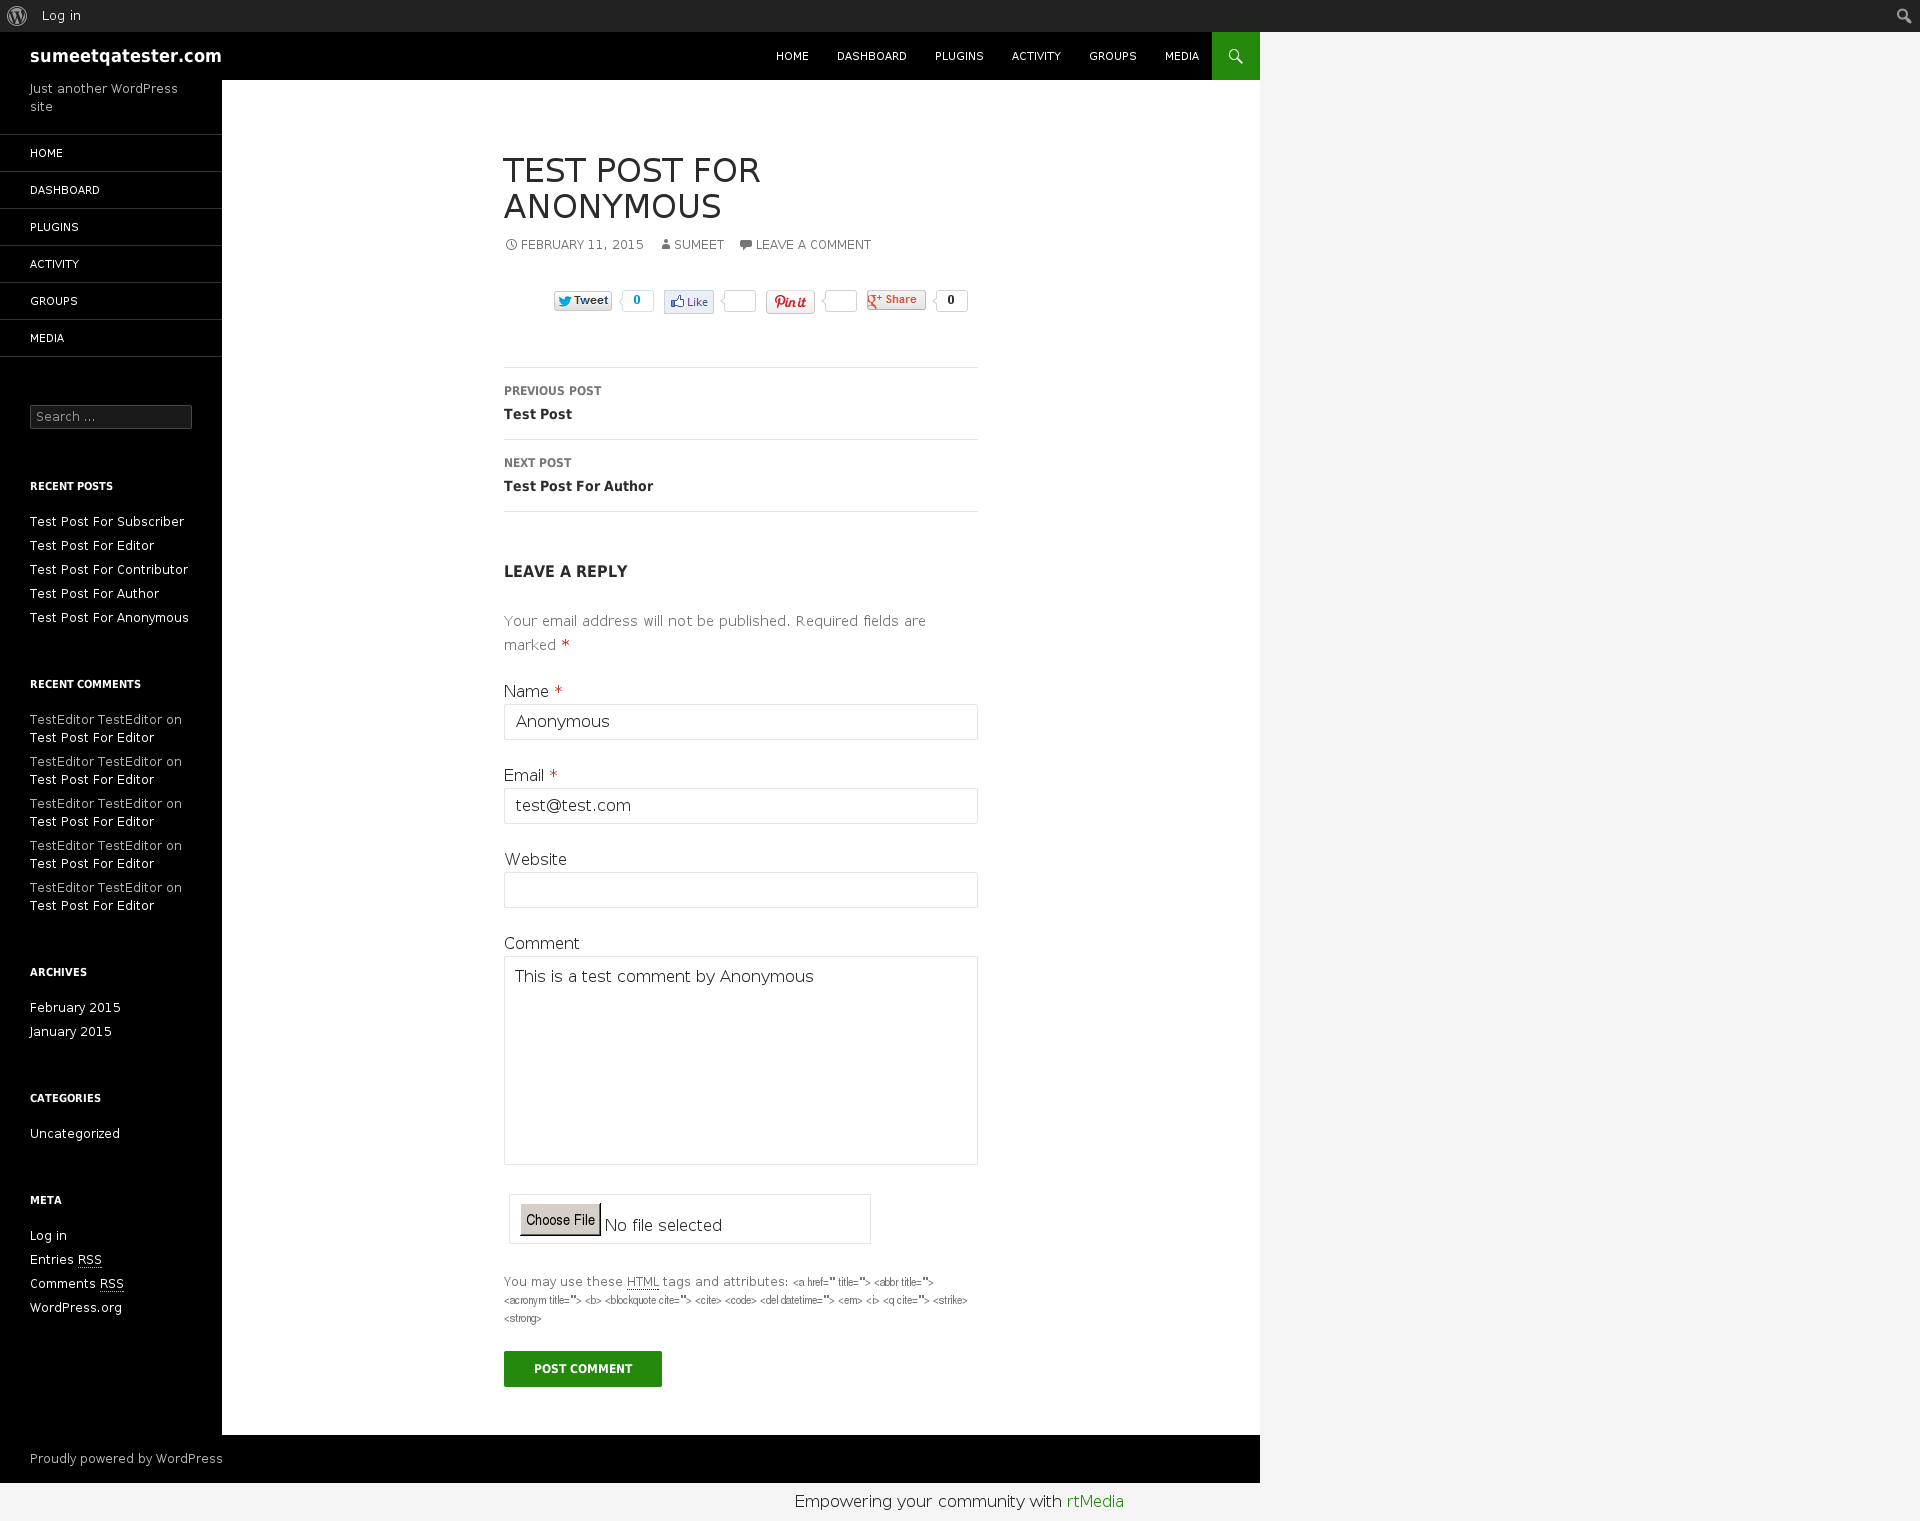 Log in
sumeetqatester.com
HOME DASHBOARD PLUGINS ACTIVITY GROUPS MEDIA
Just another WordPress
site
HOME
DASHBOARD
PLUGINS
ACTIVITY
GROUPS
MEDIA
Search ...
RECENT POSTS
Test Post For Subscriber
Test Post For Editor
Test Post For Contributor
Test Post For Author
Test Post For Anonymous
RECENT COMMENTS
TestEditor TestEditor on
Test Post For Editor
TestEditor TestEditor on
Test Post For Editor
TestEditor TestEditor on
Test Post For Editor
TestEditor TestEditor on
Test Post For Editor
TestEditor TestEditor on
Test Post For Editor
ARCHIVES
February 2015
January 2015
CATEGORIES
Uncategorized
META
Log in
Entries RSS
Comments RSS
WordPress.org
TEST POST FOR
ANONYMOUS
FEBRUARY 11, 2015 SUMEET LEAVE A COMMENT
Tweet 0 Like Pin it g+ Share 0
PREVIOUS POST
Test Post
NEXT POST
Test Post For Author
LEAVE A REPLY
Your email address will not be published. Required fields are
marked *
Name *
Anonymous
Email *
test@test.com
Website
Comment
This is a test comment by Anonymous
Choose File No file selected
You may use these HTML tags and attributes: <a href="" title=""> <abbr title="">
<acronym title=""> <b> <blockquote cite=""> <cite> <code> <del datetime=""> <em> <i> <q cite=""> <strike>
<strong>
POST COMMENT
Proudly powered by WordPress
Empowering your community with rtMedia